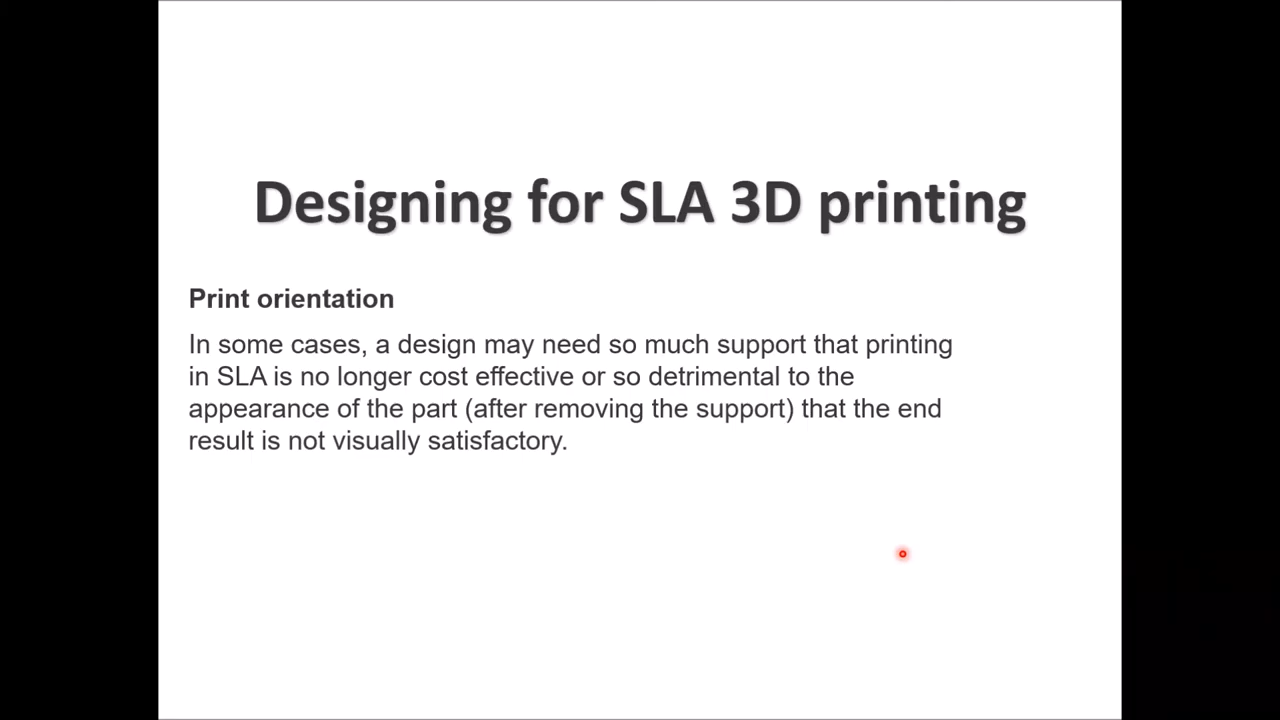 Designing for SLA 3D printing
Print orientation
In some cases, a design may need so much support that printing
in SLA is no longer cost effective or so detrimental to the
appearance of the part (after removing the support) that the end
result is not visually satisfactory.